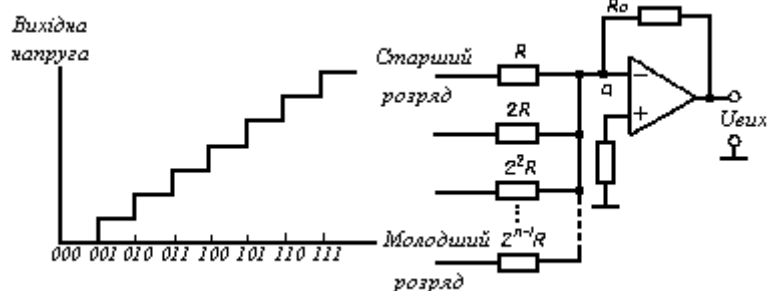 Вихідна
напруга
000 001 010 011 100 101 110 111
Старший
розряд
Молодший
розряд
R
2R
2²R
2ⁿ⁻¹R
Rо
а
−
+
Uвих